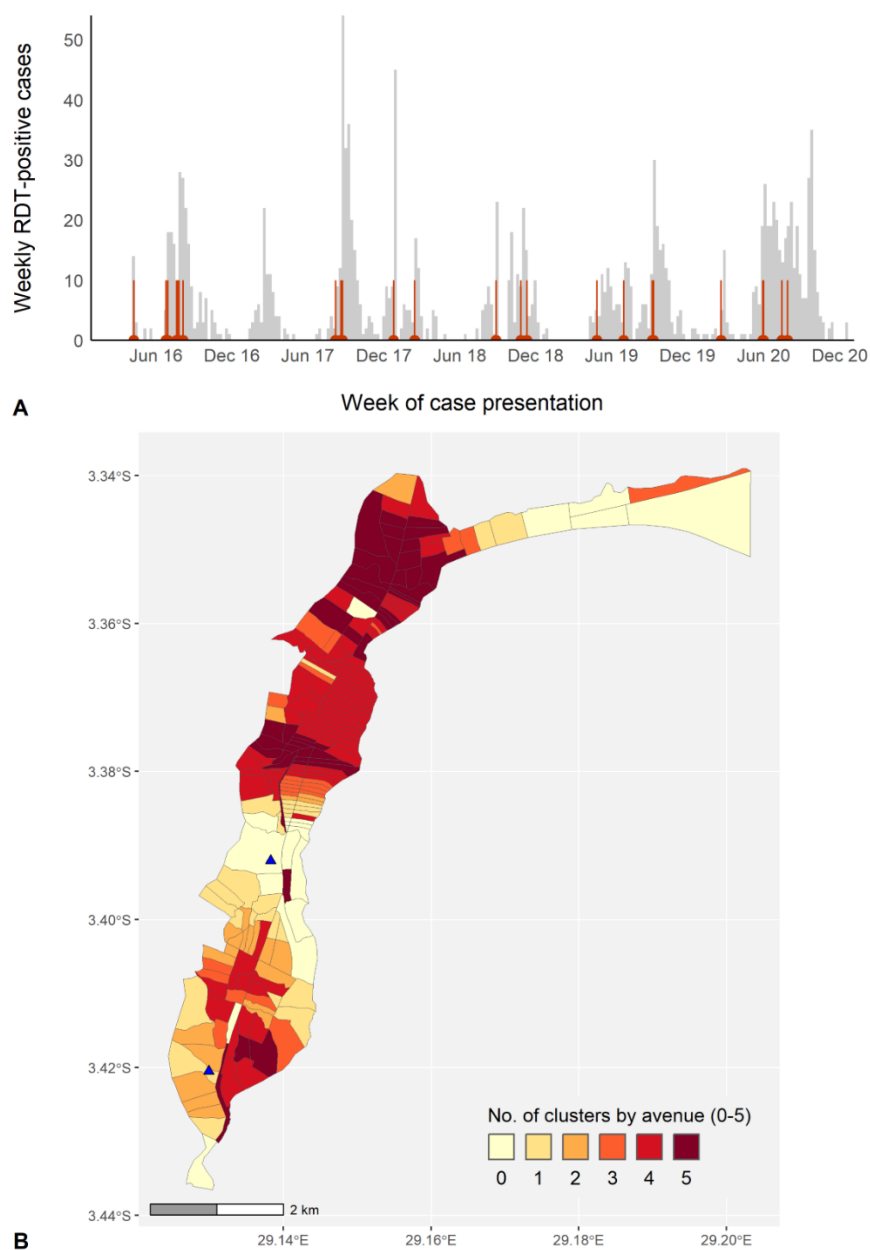 Weekly RDT-positive cases
50
40
30
20
10
0
Jun 16 Dec 16 Jun 17 Dec 17 Jun 18 Dec 18 Jun 19 Dec 19 Jun 20 Dec 20
A Week of case presentation
3.34°S
3.36°S
3.38°S
3.40°S
3.42°S
3.44°S
No. of clusters by avenue (0-5)
0 1 2 3 4 5
2 km
B
29.14°E 29.16°E 29.18°E 29.20°E